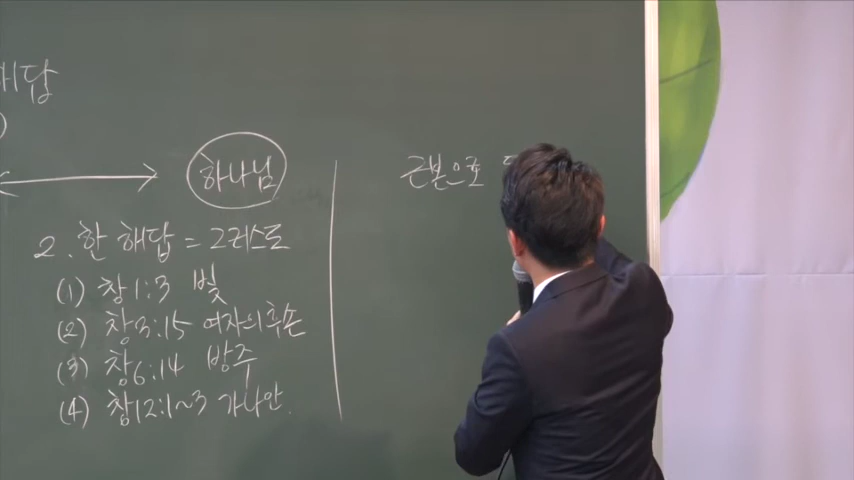 해답
)
하나님
2. 한 해답 = 그리스도
(1) 창1:3 빛
(2) 창3:15 여자의 후손
(3) 창6:14 방주
(4) 창12:1~3 가나안.
근본으로